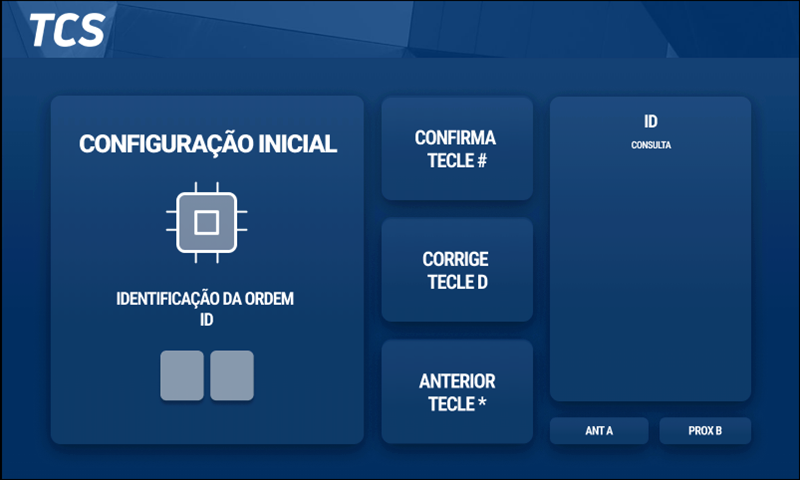 TCS
CONFIGURAÇÃO INICIAL
IDENTIFICAÇÃO DA ORDEM
ID
CONFIRMA
TECLE #
CORRIGE
TECLE D
ANTERIOR
TECLE *
ID
CONSULTA
ANT A
PROX B